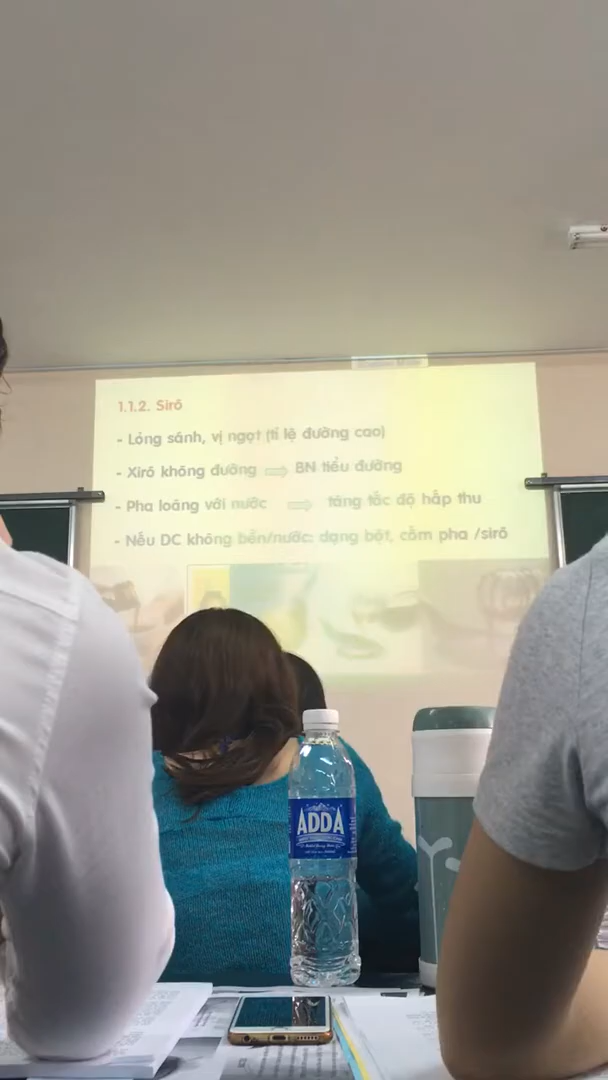 1.1.2. Sirô
- Lỏng sánh, vị ngọt (tỉ lệ đường cao)
- Xirô không đường ⇒ BN tiểu đường
- Pha loãng với nước ⇒ tăng tốc độ hấp thu
- Nếu DC không bền/nước: dạng bột, cốm pha /sirô
ADDA